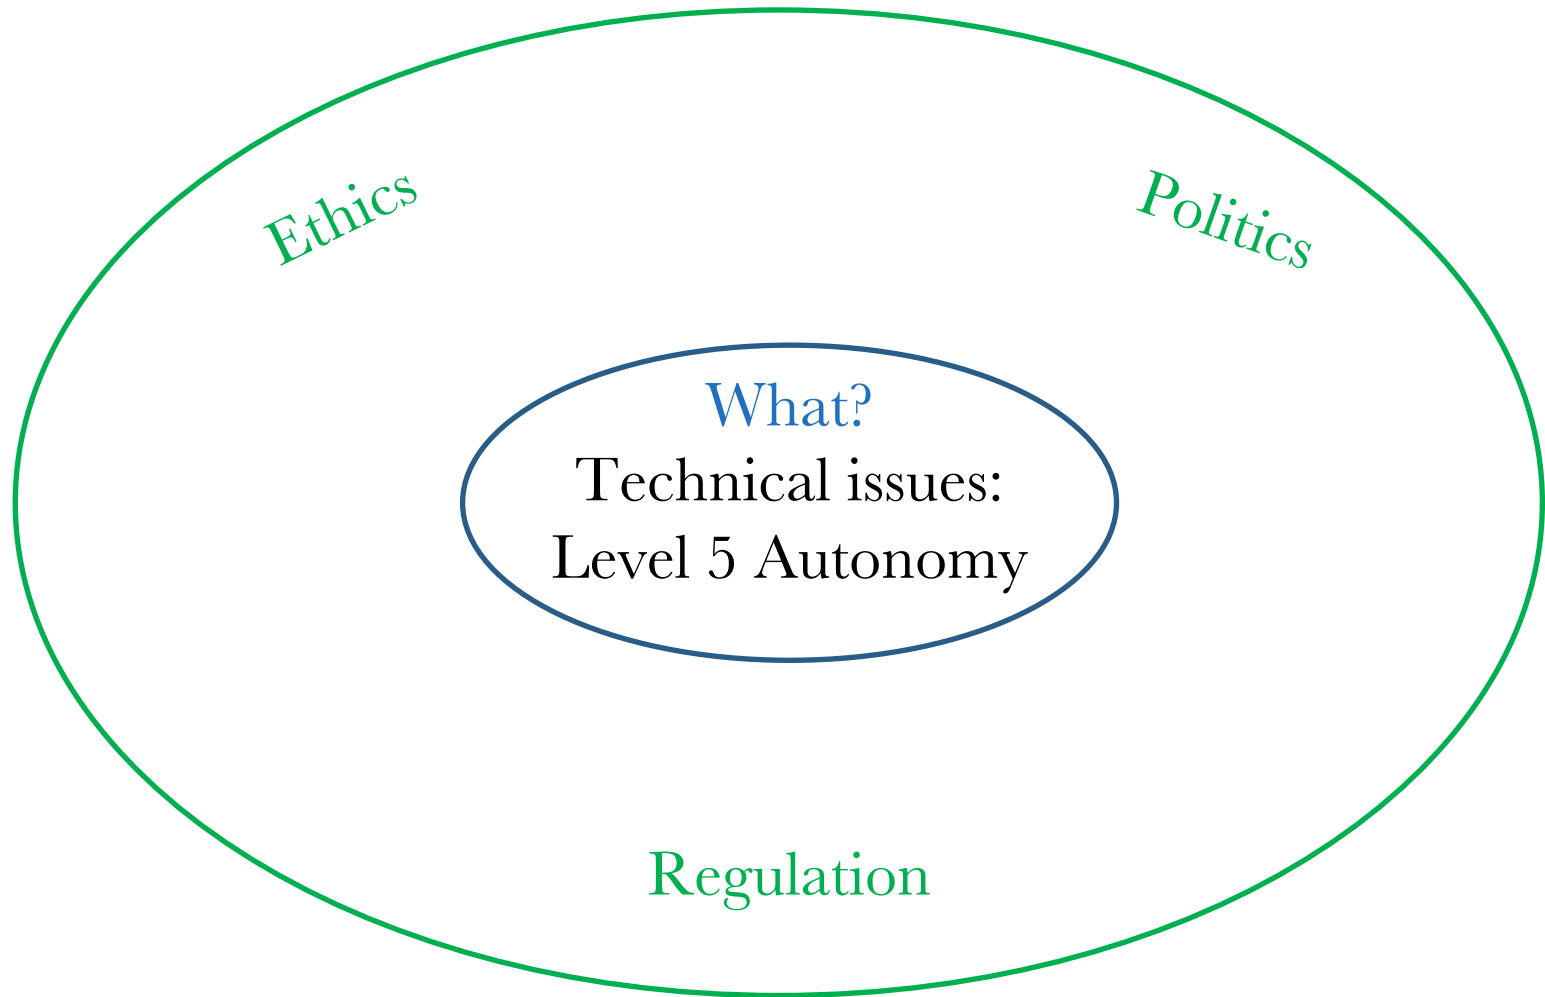 Ethics
Politics
What?
Technical issues:
Level 5 Autonomy
Regulation